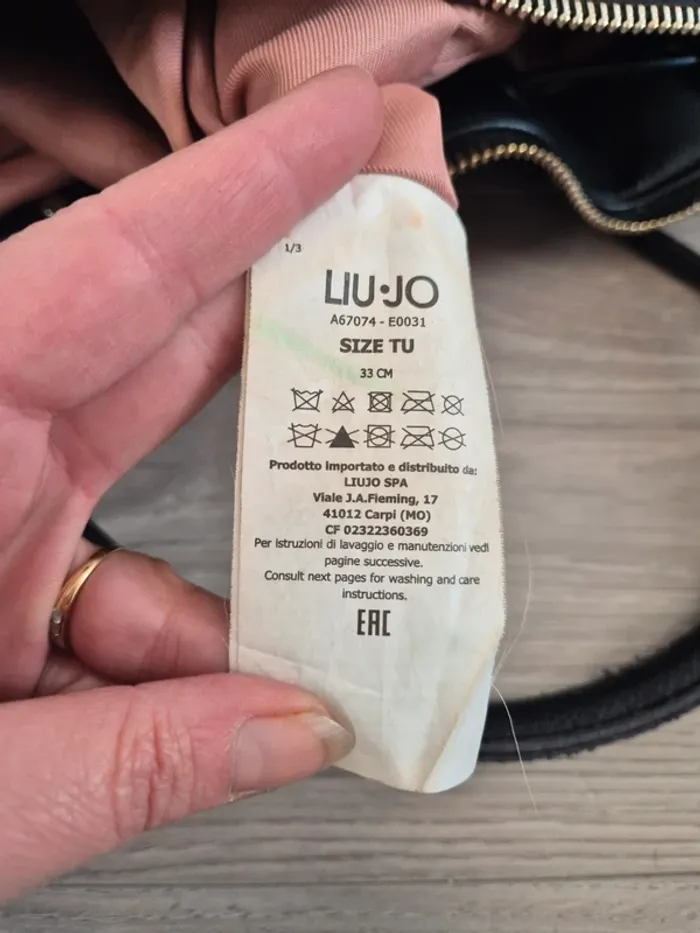 1/3
LIU·JO
A67074 - E0031
SIZE TU
33 CM
Prodotto importato e distribuito da:
LIUJO SPA
Viale J.A.Fleming, 17
41012 Carpi (MO)
CF 02322360369
Per istruzioni di lavaggio e manutenzioni vedi
pagine successive.
Consult next pages for washing and care
instructions.
EAC